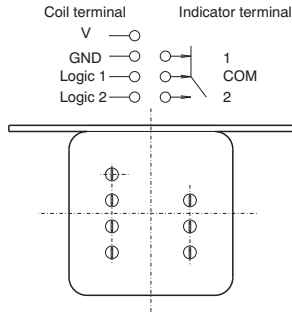 Coil terminal Indicator terminal
V
GND 1
Logic 1 COM
Logic 2 2